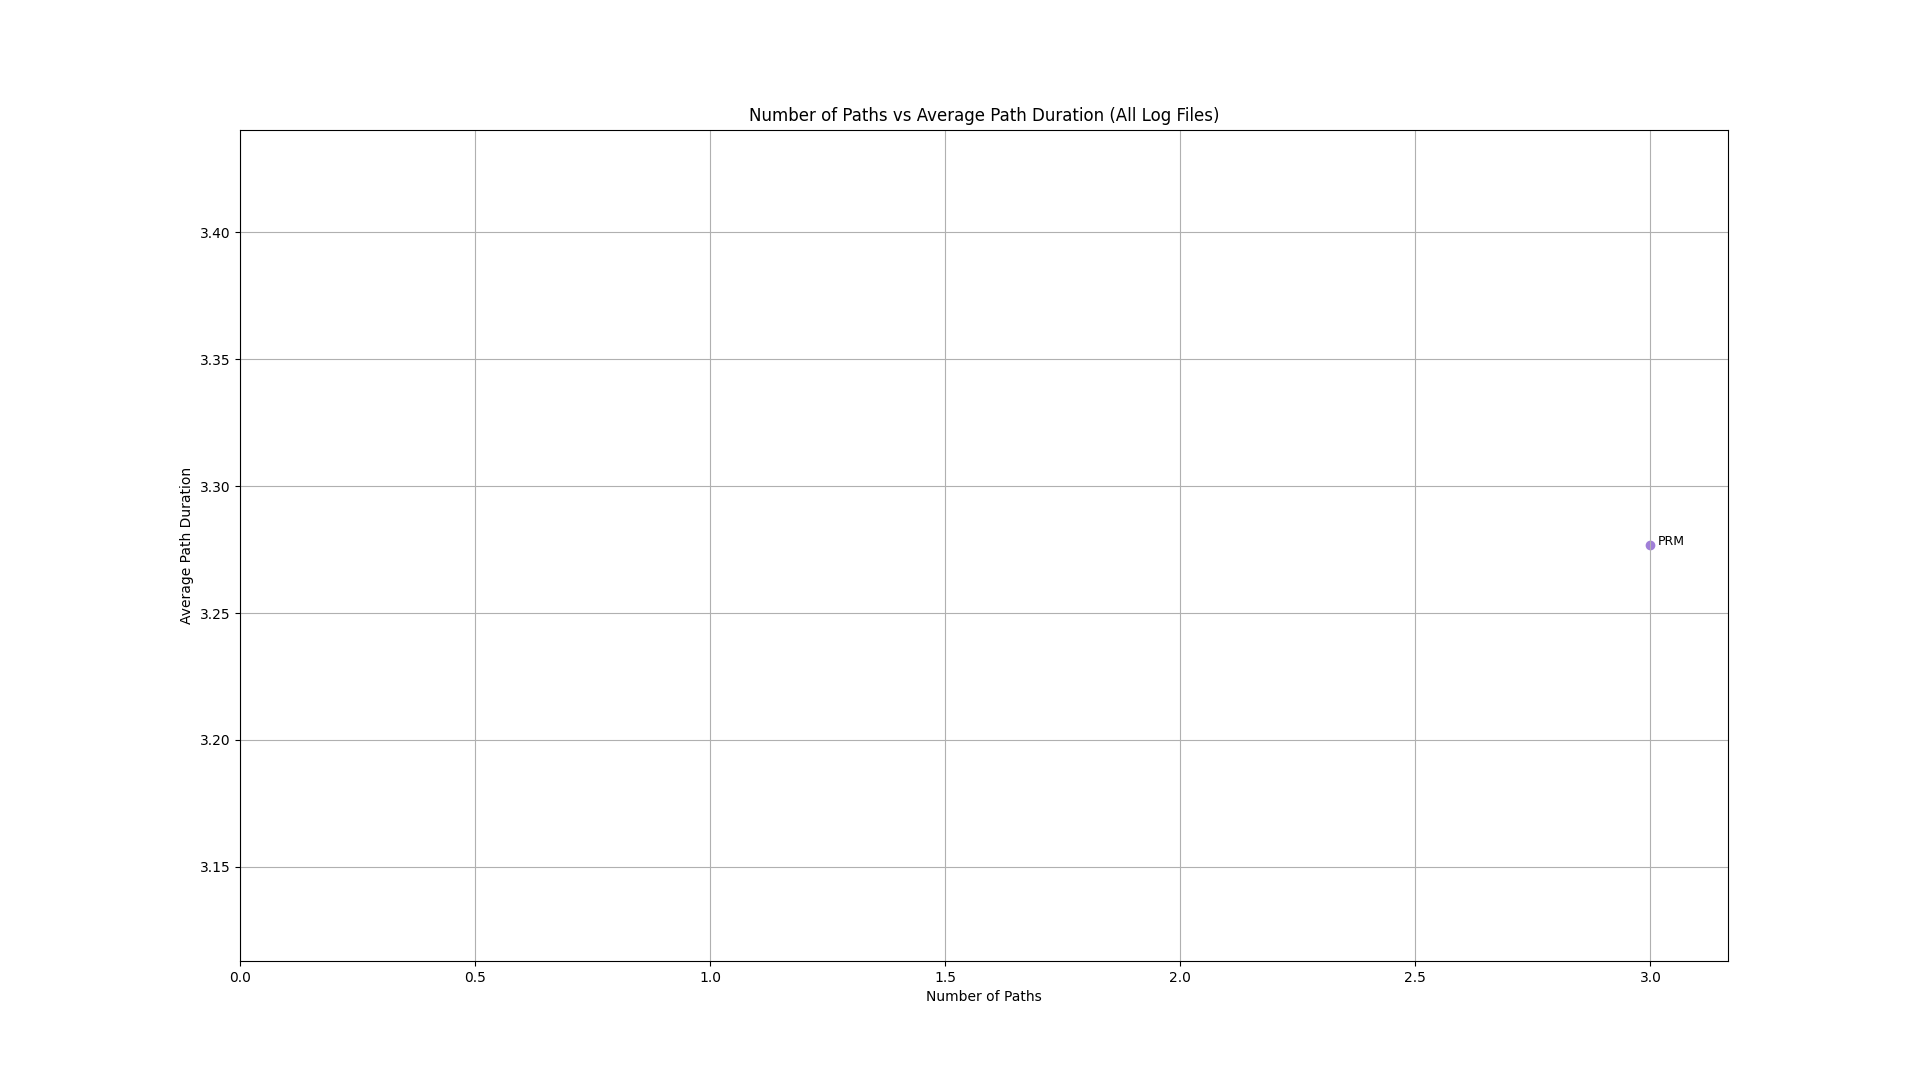 Number of Paths vs Average Path Duration (All Log Files)
Average Path Duration
3.40
3.35
3.30
3.25
3.20
3.15
PRM
0.0 0.5 1.0 1.5 2.0 2.5 3.0
Number of Paths